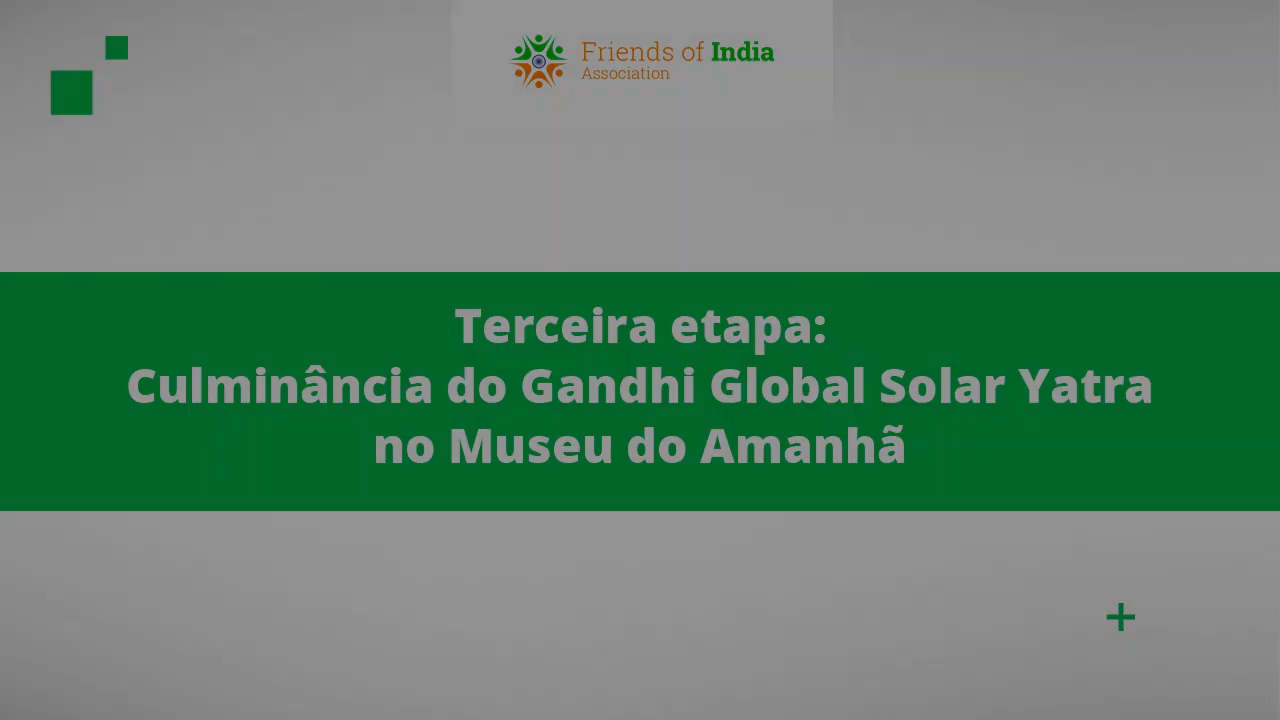 Friends of India
Association
Terceira etapa:
Culminância do Gandhi Global Solar Yatra
no Museu do Amanhã